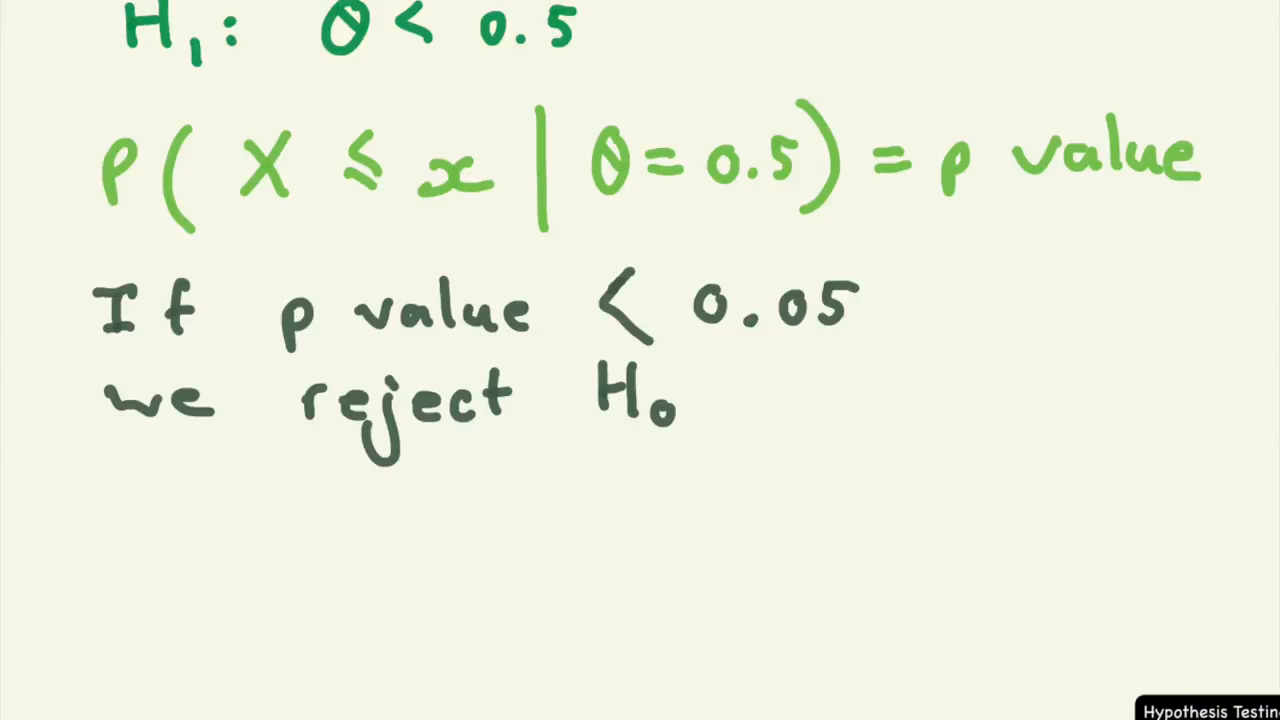 H₁: θ < 0.5
P( X ≤ x | θ = 0.5) = p value
If p value < 0.05
we reject H₀
Hypothesis Testin